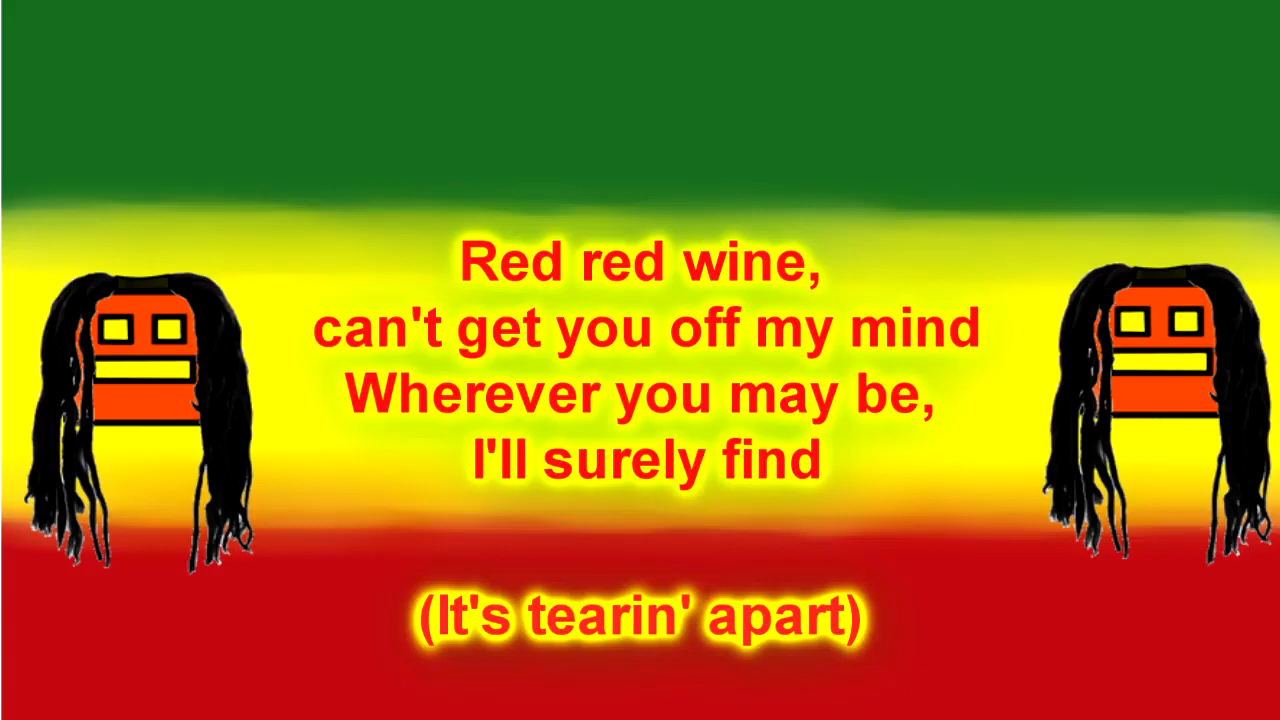 Red red wine,
can't get you off my mind
Wherever you may be,
I'll surely find
(It's tearin' apart)